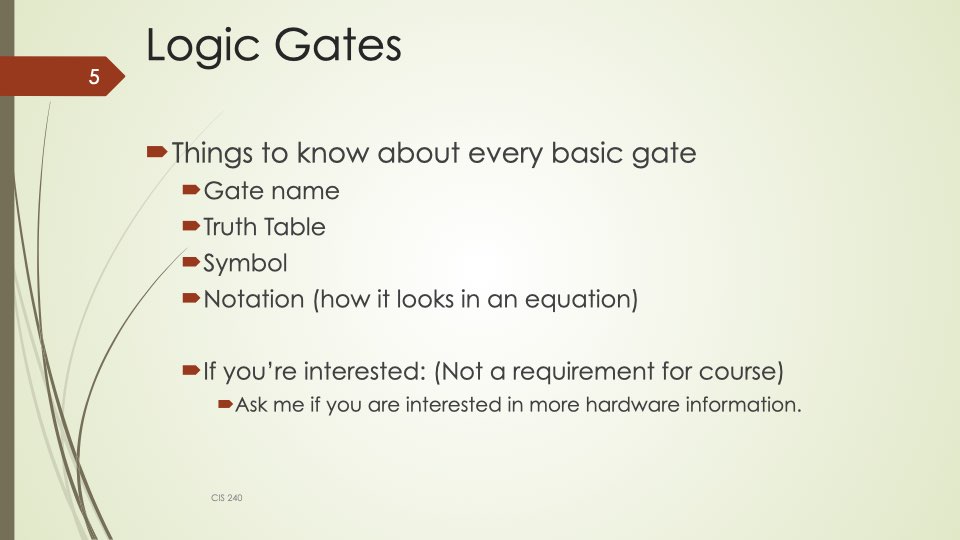 Logic Gates
5
Things to know about every basic gate
Gate name
Truth Table
Symbol
Notation (how it looks in an equation)
If you’re interested: (Not a requirement for course)
Ask me if you are interested in more hardware information.
CIS 240